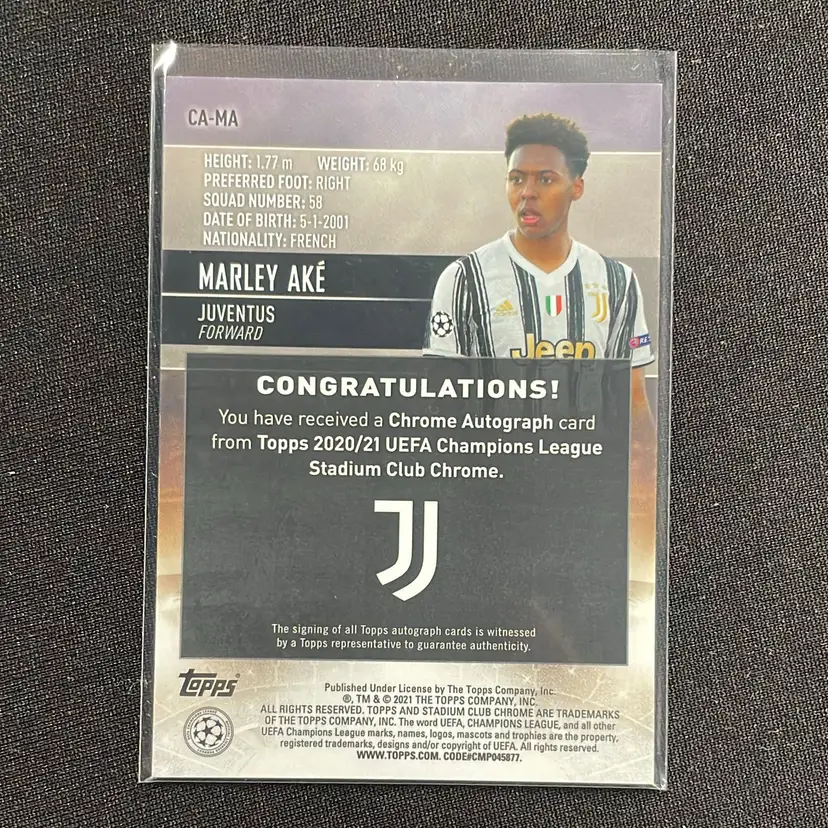 CA-MA
HEIGHT: 1.77 m WEIGHT: 68 kg
PREFERRED FOOT: RIGHT
SQUAD NUMBER: 58
DATE OF BIRTH: 5-1-2001
NATIONALITY: FRENCH
MARLEY AKÉ
JUVENTUS
FORWARD
Jeep
CONGRATULATIONS!
You have received a Chrome Autograph card
from Topps 2020/21 UEFA Champions League
Stadium Club Chrome.
The signing of all Topps autograph cards is witnessed
by a Topps representative to guarantee authenticity.
topps
Published Under License by The Topps Company, Inc.
®, TM & © 2021 THE TOPPS COMPANY, INC.
ALL RIGHTS RESERVED. TOPPS AND STADIUM CLUB CHROME ARE TRADEMARKS
OF THE TOPPS COMPANY, INC. The word UEFA, CHAMPIONS LEAGUE, and all other
UEFA Champions League marks, names, logos, mascots and trophies are the property,
registered trademarks, designs and/or copyright of UEFA. All rights reserved.
WWW.TOPPS.COM. CODE#CMP045877.